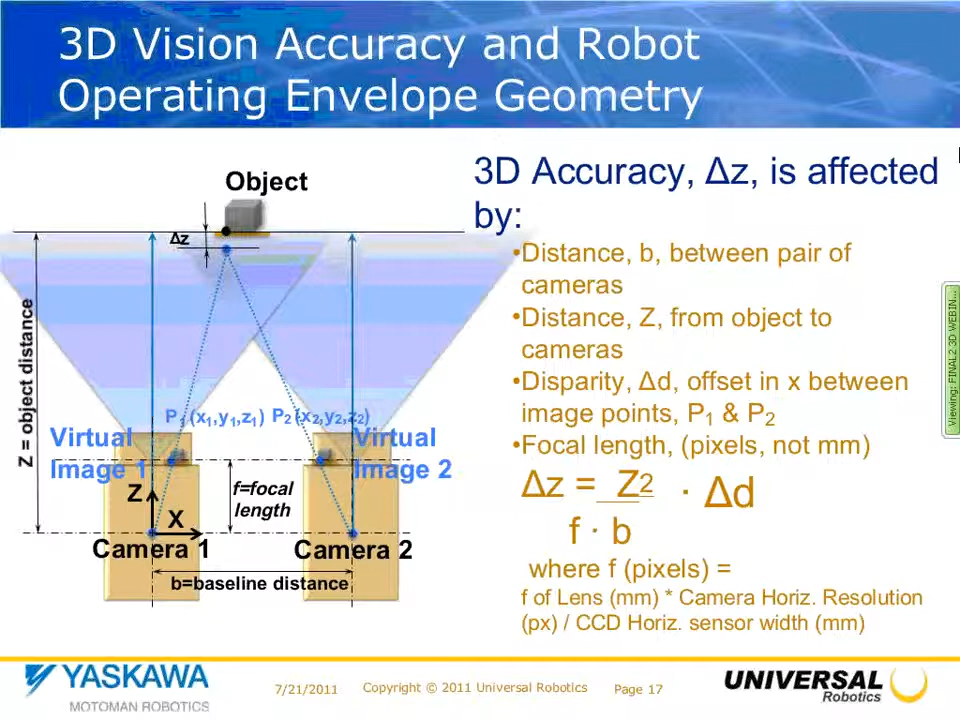 3D Vision Accuracy and Robot
Operating Envelope Geometry
Object
Δz
Z = object distance
P1 (x1,y1,z1) P2 (x2,y2,z2)
Virtual
Image 1
Virtual
Image 2
f=focal
length
Z
X
Camera 1
Camera 2
b=baseline distance
3D Accuracy, Δz, is affected
by:
•Distance, b, between pair of
cameras
•Distance, Z, from object to
cameras
•Disparity, Δd, offset in x between
image points, P1 & P2
•Focal length, (pixels, not mm)
Δz = Z2 · Δd
f · b
where f (pixels) =
f of Lens (mm) * Camera Horiz. Resolution
(px) / CCD Horiz. sensor width (mm)
Viewing: FINAL2 3D WEBIN...
YASKAWA
MOTOMAN ROBOTICS
7/21/2011
Copyright © 2011 Universal Robotics
Page 17
UNIVERSAL
Robotics